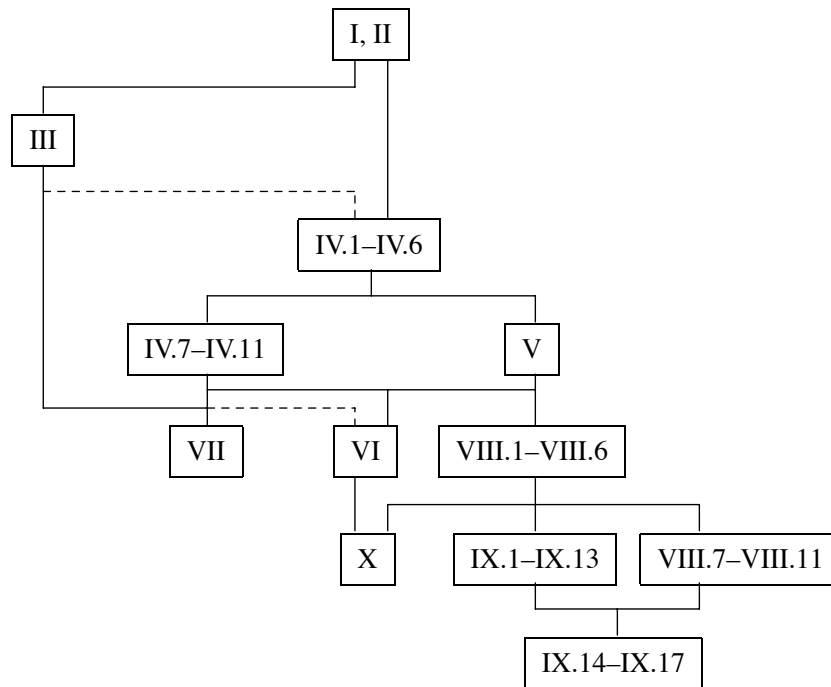 I, II
III
IV.1–IV.6
IV.7–IV.11
V
VII
VI
VIII.1–VIII.6
X
IX.1–IX.13
VIII.7–VIII.11
IX.14–IX.17